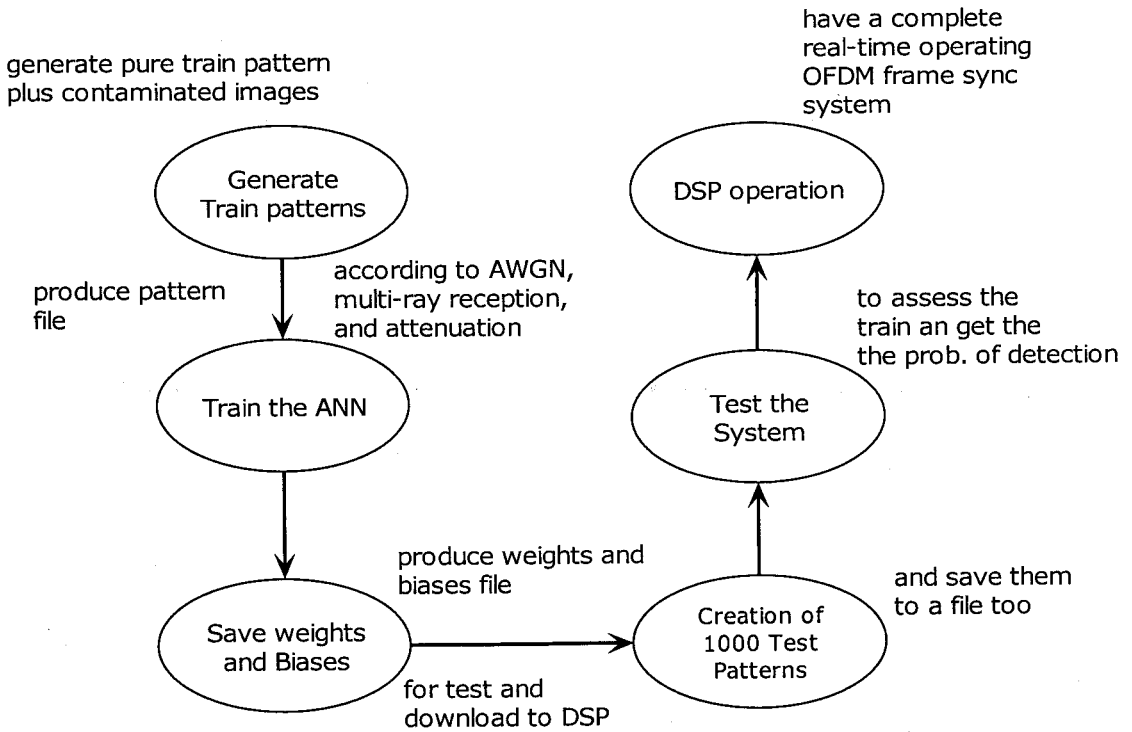 generate pure train pattern
plus contaminated images
Generate
Train patterns
produce pattern
file
according to AWGN,
multi-ray reception,
and attenuation
Train the ANN
Save weights
and Biases
produce weights and
biases file
for test and
download to DSP
Creation of
1000 Test
Patterns
and save them
to a file too
Test the
System
to assess the
train an get the
the prob. of detection
DSP operation
have a complete
real-time operating
OFDM frame sync
system